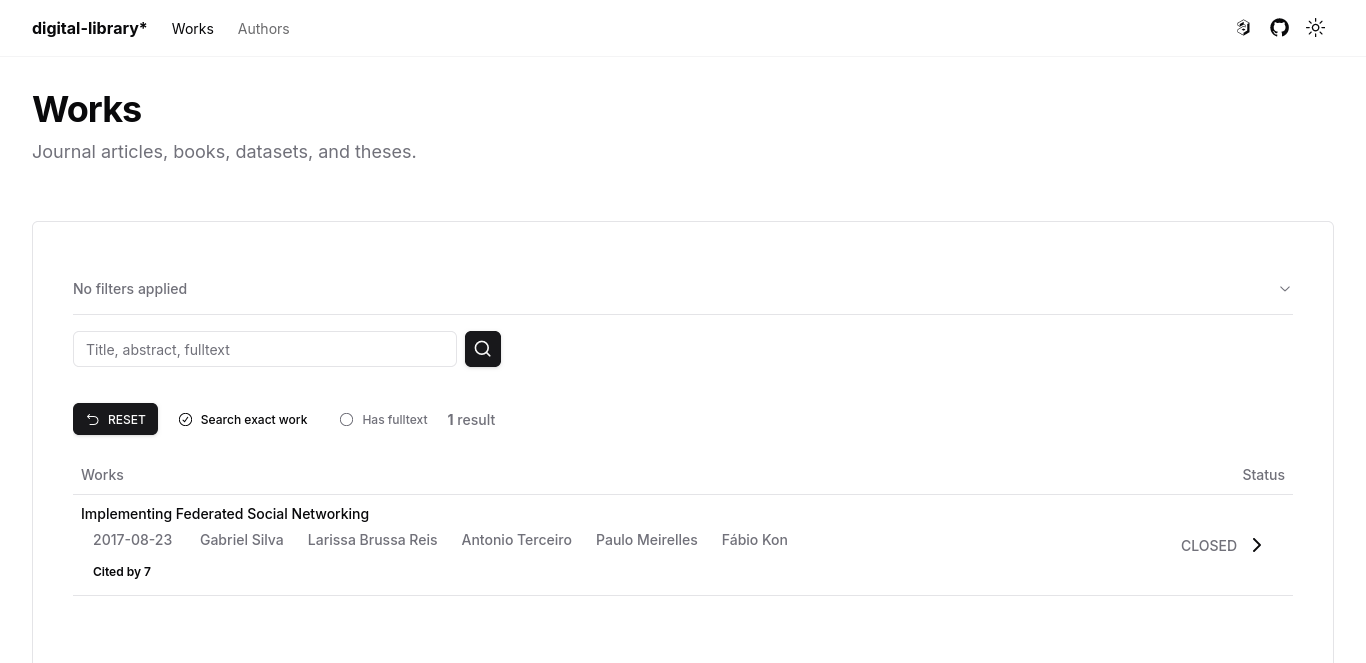 digital-library* Works Authors
Works
Journal articles, books, datasets, and theses.
No filters applied
Title, abstract, fulltext
RESET Search exact work Has fulltext 1 result
Works Status
Implementing Federated Social Networking
2017-08-23 Gabriel Silva Larissa Brussa Reis Antonio Terceiro Paulo Meirelles Fábio Kon
CLOSED
Cited by 7